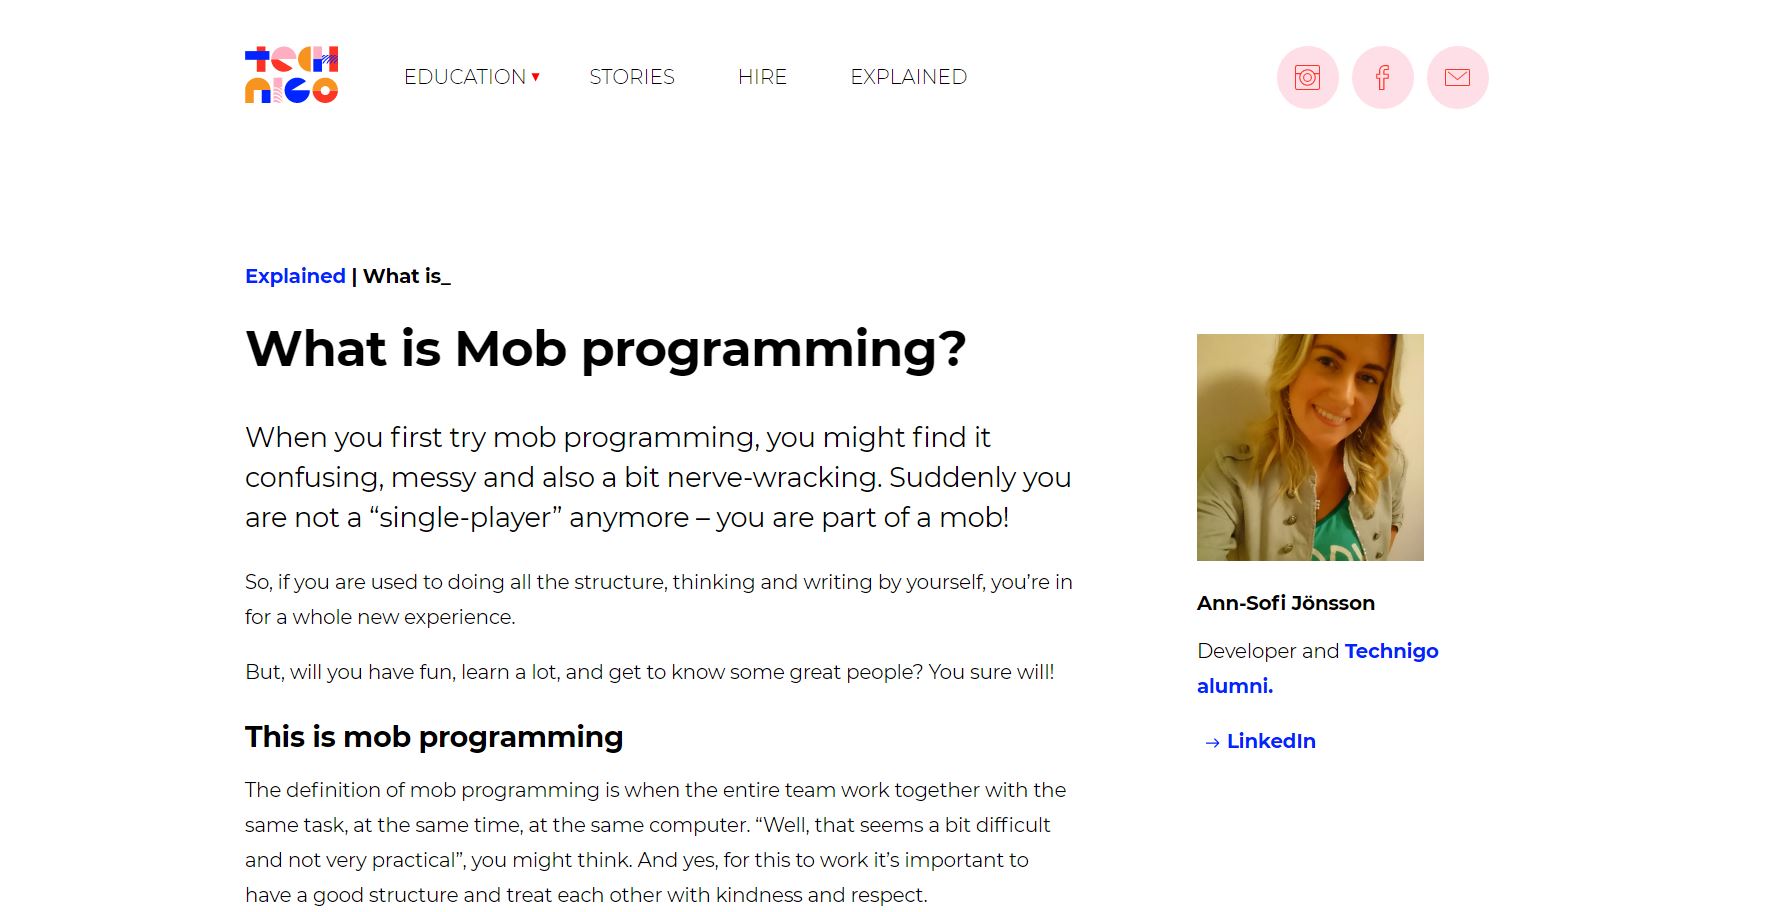 TECHNIGO
EDUCATION
STORIES
HIRE
EXPLAINED
Explained | What is_
What is Mob programming?
When you first try mob programming, you might find it
confusing, messy and also a bit nerve-wracking. Suddenly you
are not a “single-player” anymore – you are part of a mob!
So, if you are used to doing all the structure, thinking and writing by yourself, you’re in
for a whole new experience.
But, will you have fun, learn a lot, and get to know some great people? You sure will!
This is mob programming
The definition of mob programming is when the entire team work together with the
same task, at the same time, at the same computer. “Well, that seems a bit difficult
and not very practical”, you might think. And yes, for this to work it’s important to
have a good structure and treat each other with kindness and respect.
Ann-Sofi Jönsson
Developer and Technigo
alumni.
→ LinkedIn